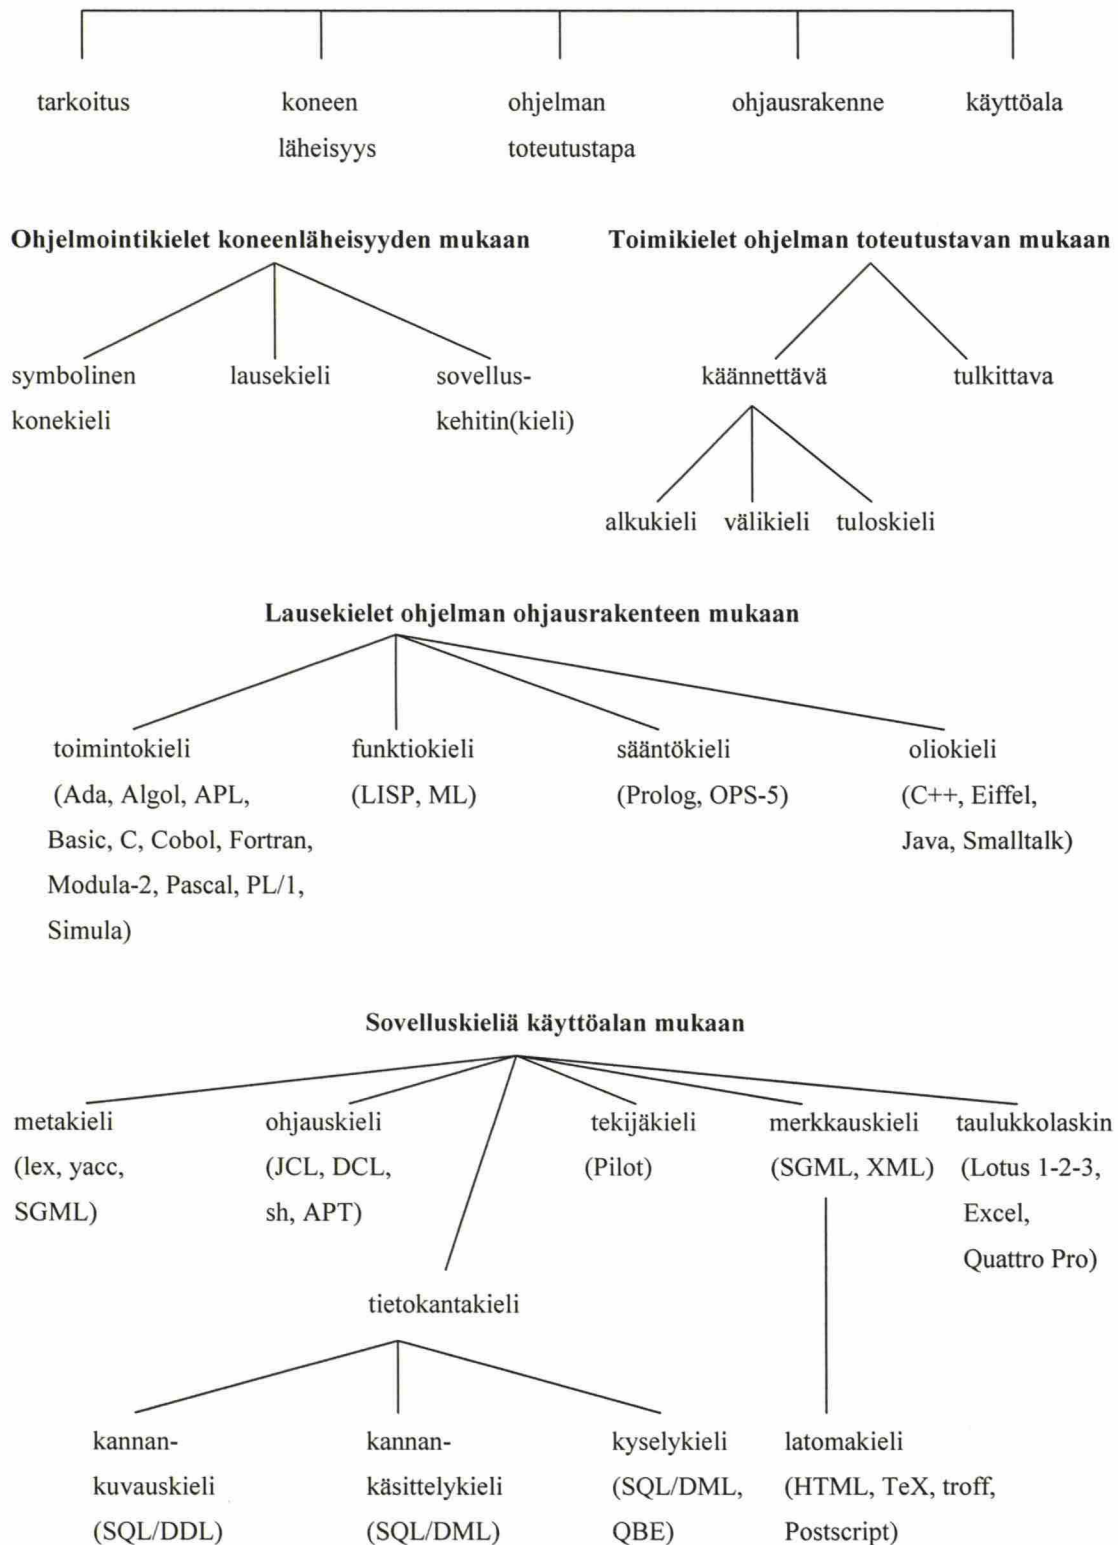 tarkoitus koneen ohjelman ohjausrakenne käyttöala
läheisyys toteutustapa
Ohjelmointikielet koneenläheisyyden mukaan
symbolinen lausekieli sovellus-
konekieli kehitin(kieli)
Toimikielet ohjelman toteutustavan mukaan
käännettävä tulkittava
alkukieli välikieli tuloskieli
Lausekielet ohjelman ohjausrakenteen mukaan
toimintokieli
(Ada, Algol, APL,
Basic, C, Cobol, Fortran,
Modula-2, Pascal, PL/1,
Simula)
funktiokieli
(LISP, ML)
sääntökieli
(Prolog, OPS-5)
oliokieli
(C++, Eiffel,
Java, Smalltalk)
Sovelluskieliä käyttöalan mukaan
metakieli
(lex, yacc,
SGML)
ohjauskieli
(JCL, DCL,
sh, APT)
tekijäkieli
(Pilot)
merkkauskieli
(SGML, XML)
taulukkolaskin
(Lotus 1-2-3,
Excel,
Quattro Pro)
tietokantakieli
kannan-
kuvauskieli
(SQL/DDL)
kannan-
käsittelykieli
(SQL/DML)
kyselykieli
(SQL/DML,
QBE)
latomakieli
(HTML, TeX, troff,
Postscript)